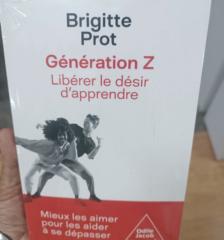 Brigitte
Prot
Génération Z
Libérer le désir
d'apprendre
Mieux les aimer
pour les aider
à se dépasser
Odile
Jacob